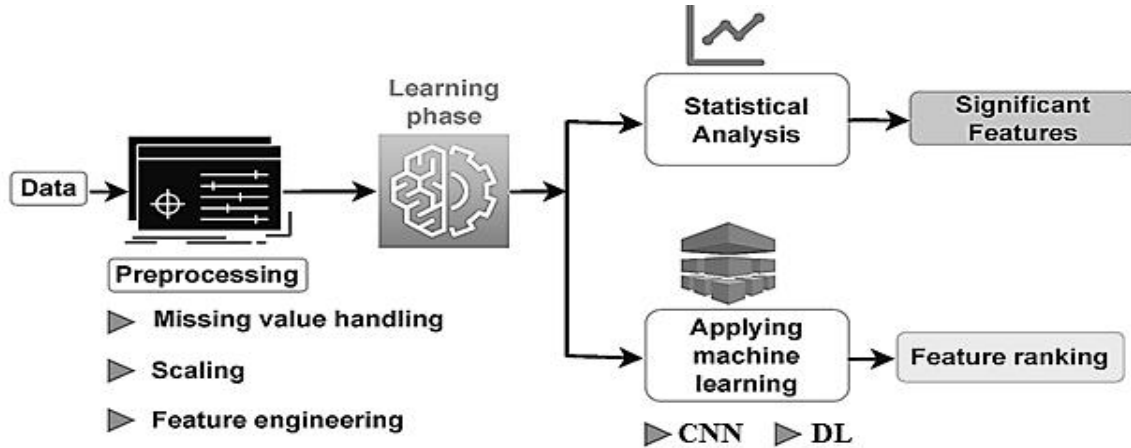 Data
Preprocessing
Missing value handling
Scaling
Feature engineering
Learning
phase
Statistical
Analysis
Significant
Features
Applying
machine
learning
CNN
DL
Feature ranking